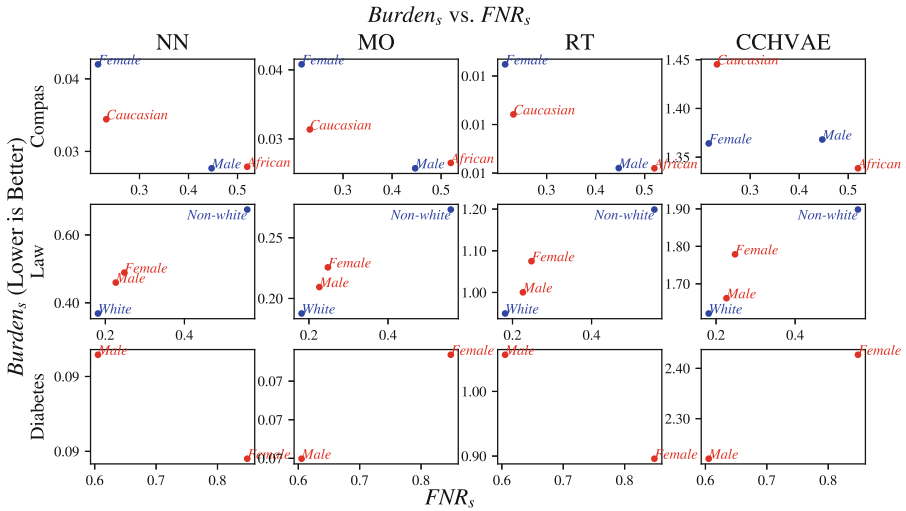 Burden_s vs. FNR_s
NN MO RT CCHVAE
Burden_s (Lower is Better)
Compas
0.04
0.03
Female
Caucasian
Male
African
0.3 0.4 0.5
0.04
0.03
Female
Caucasian
Male
African
0.3 0.4 0.5
0.01
0.01
0.01
Female
Caucasian
Male
African
0.3 0.4 0.5
1.45
1.40
1.35
Caucasian
Female
Male
African
0.3 0.4 0.5
Law
0.60
0.40
Non-white
Female
Male
White
0.2 0.4
0.25
0.20
Non-white
Female
Male
White
0.2 0.4
1.20
1.10
1.00
Non-white
Female
Male
White
0.2 0.4
1.90
1.80
1.70
Non-white
Female
Male
White
0.2 0.4
Diabetes
0.09
0.09
Male
Female
0.6 0.7 0.8
0.07
0.07
0.07
Female
Male
0.6 0.7 0.8
1.00
0.90
Male
Female
0.6 0.7 0.8
2.40
2.30
2.20
Female
Male
0.6 0.7 0.8
FNR_s